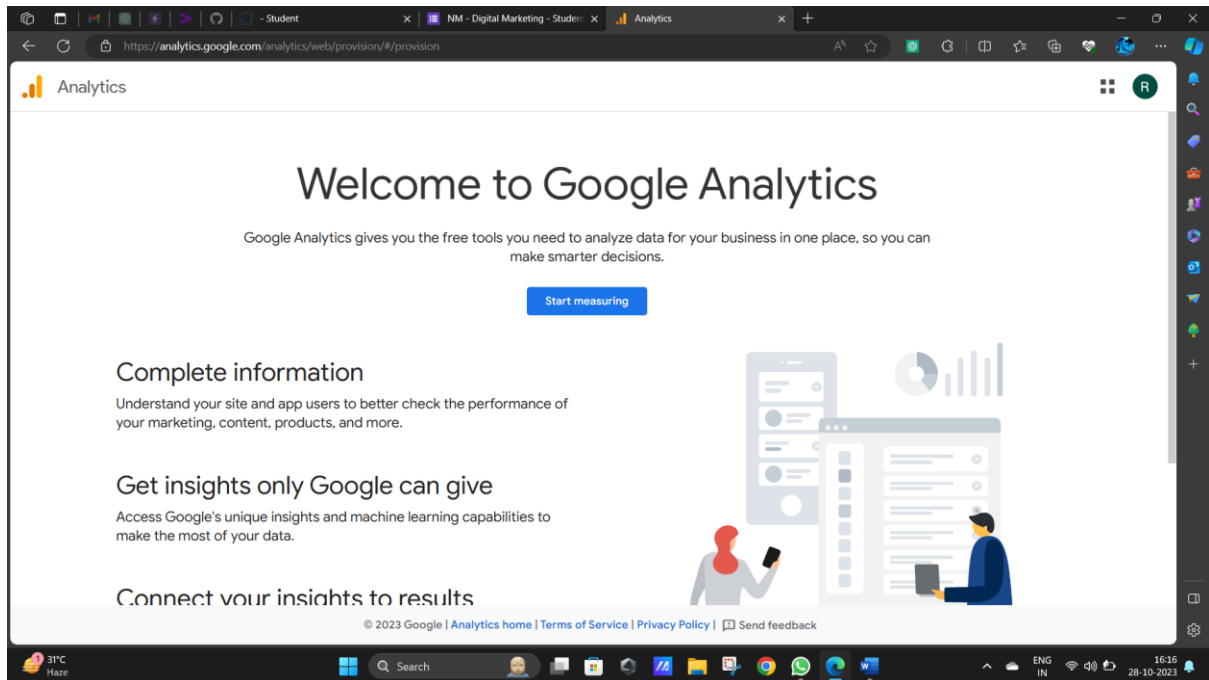 - Student
NM - Digital Marketing - Studen
Analytics
https://analytics.google.com/analytics/web/provision/#/provision
Analytics
R
Welcome to Google Analytics
Google Analytics gives you the free tools you need to analyze data for your business in one place, so you can
make smarter decisions.
Start measuring
Complete information
Understand your site and app users to better check the performance of
your marketing, content, products, and more.
Get insights only Google can give
Access Google's unique insights and machine learning capabilities to
make the most of your data.
Connect your insights to results
© 2023 Google | Analytics home | Terms of Service | Privacy Policy | Send feedback
1
31°C
Haze
Search
ENG
IN
16:16
28-10-2023